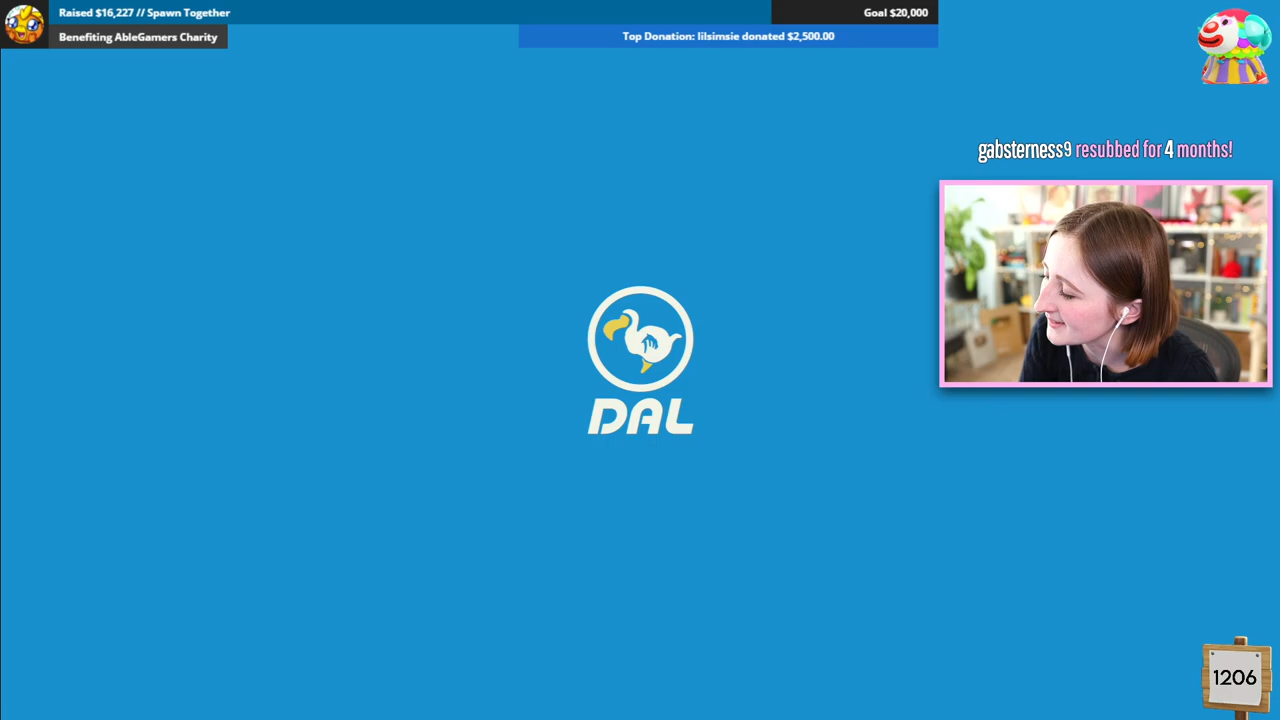 Raised $16,227 // Spawn Together
Goal $20,000
Benefiting AbleGamers Charity
Top Donation: lilsimsie donated $2,500.00
gabsterness9 resubbed for 4 months!
DAL
1206